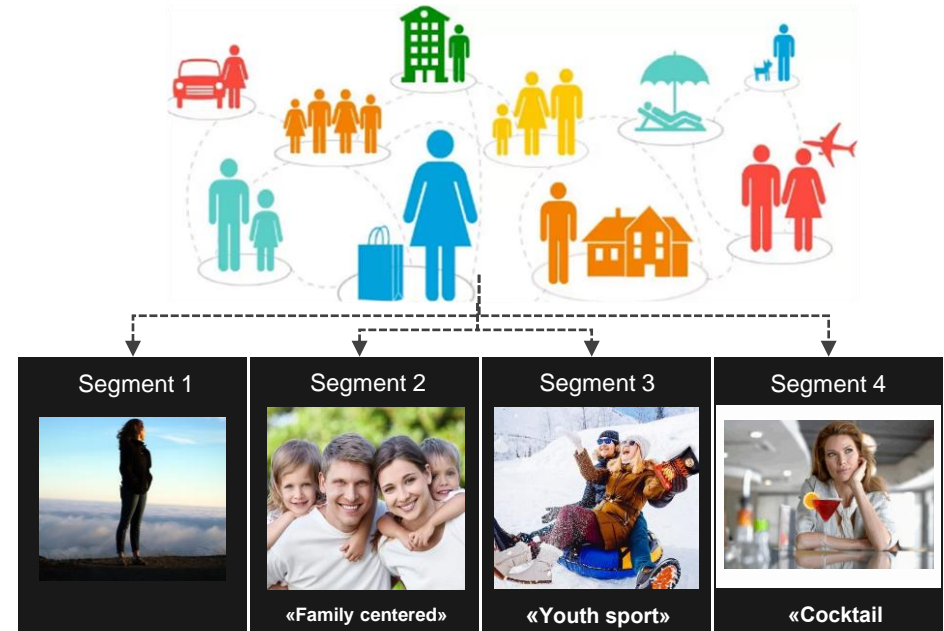 Segment 1
Segment 2
Segment 3
Segment 4
«Family centered»
«Youth sport»
«Cocktail